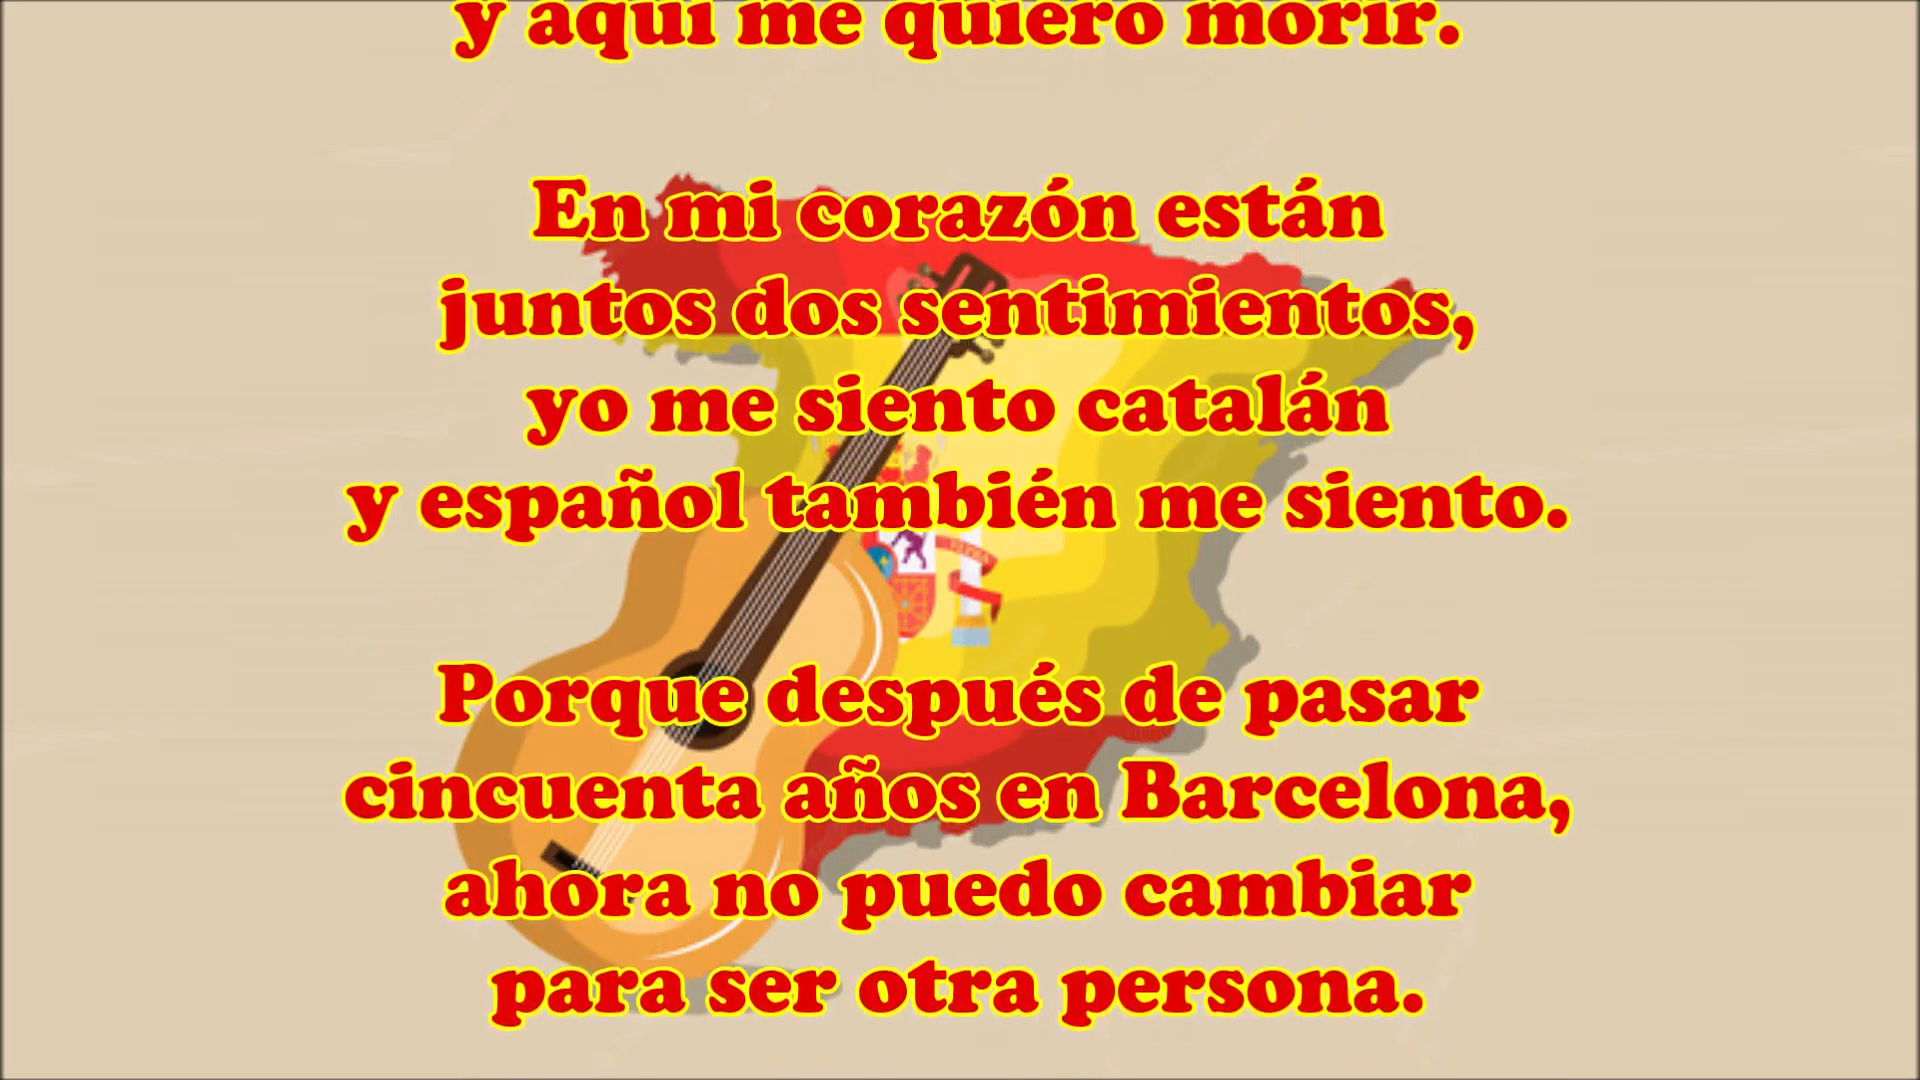 y aquí me quiero morir.
En mi corazón están
juntos dos sentimientos,
yo me siento catalán
y español también me siento.
Porque después de pasar
cincuenta años en Barcelona,
ahora no puedo cambiar
para ser otra persona.